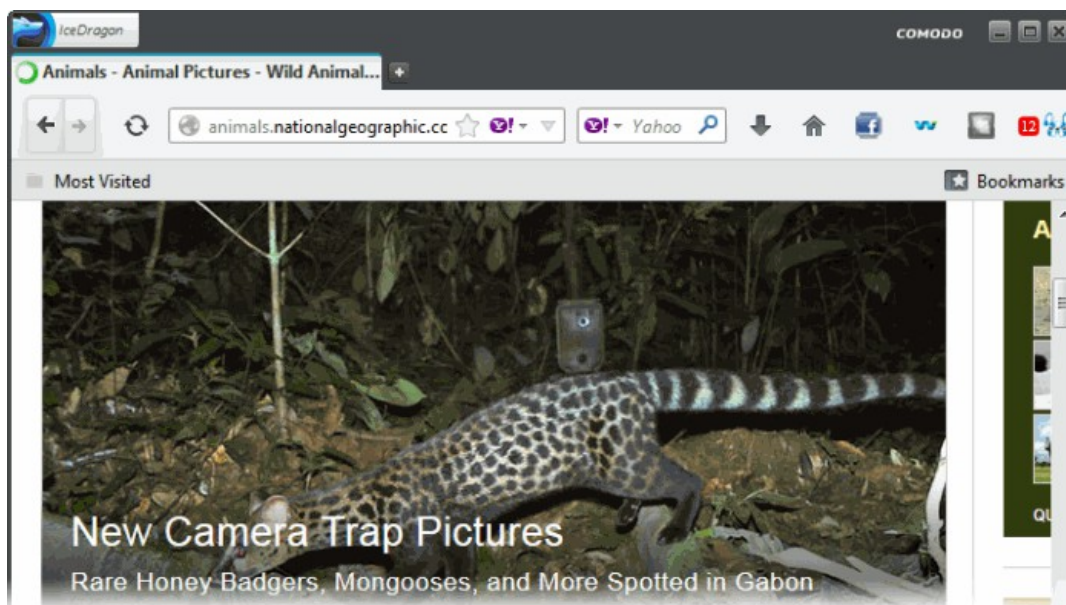 IceDragon
COMODO
Animals - Animal Pictures - Wild Animal...
animals.nationalgeographic.cc
Y!
Y! Yahoo
f
12
Most Visited
Bookmarks
A
New Camera Trap Pictures
QU
Rare Honey Badgers, Mongooses, and More Spotted in Gabon